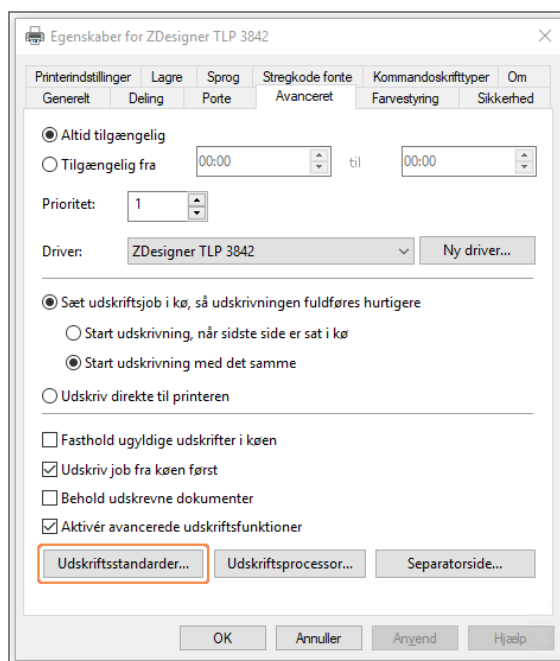 Egenskaber for ZDesigner TLP 3842
Printerindstillinger Lagre Sprog Stregkode fonte Kommandoskrifttyper Om
Generelt Deling Porte Avanceret Farvestyring Sikkerhed
Altid tilgængelig
Tilgængelig fra 00:00 til 00:00
Prioritet: 1
Driver: ZDesigner TLP 3842 Ny driver...
Sæt udskriftsjob i kø, så udskrivningen fuldføres hurtigere
Start udskrivning, når sidste side er sat i kø
Start udskrivning med det samme
Udskriv direkte til printeren
Fasthold ugyldige udskrifter i køen
Udskriv job fra køen først
Behold udskrevne dokumenter
Aktivér avancerede udskriftsfunktioner
Udskriftsstandarder... Udskriftsprocessor... Separatorside...
OK Annuller Anvend Hjælp